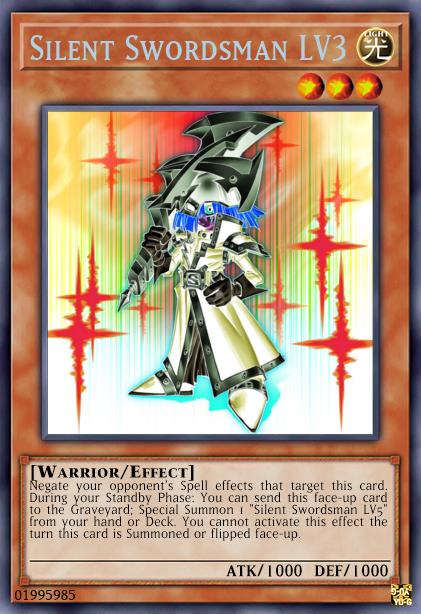 SILENT SWORDSMAN LV3
LIGHT
光
[WARRIOR/EFFECT]
Negate your opponent's Spell effects that target this card.
During your Standby Phase: You can send this face-up card
to the Graveyard; Special Summon 1 "Silent Swordsman LV5"
from your hand or Deck. You cannot activate this effect the
turn this card is Summoned or flipped face-up.
ATK/1000 DEF/1000
01995985